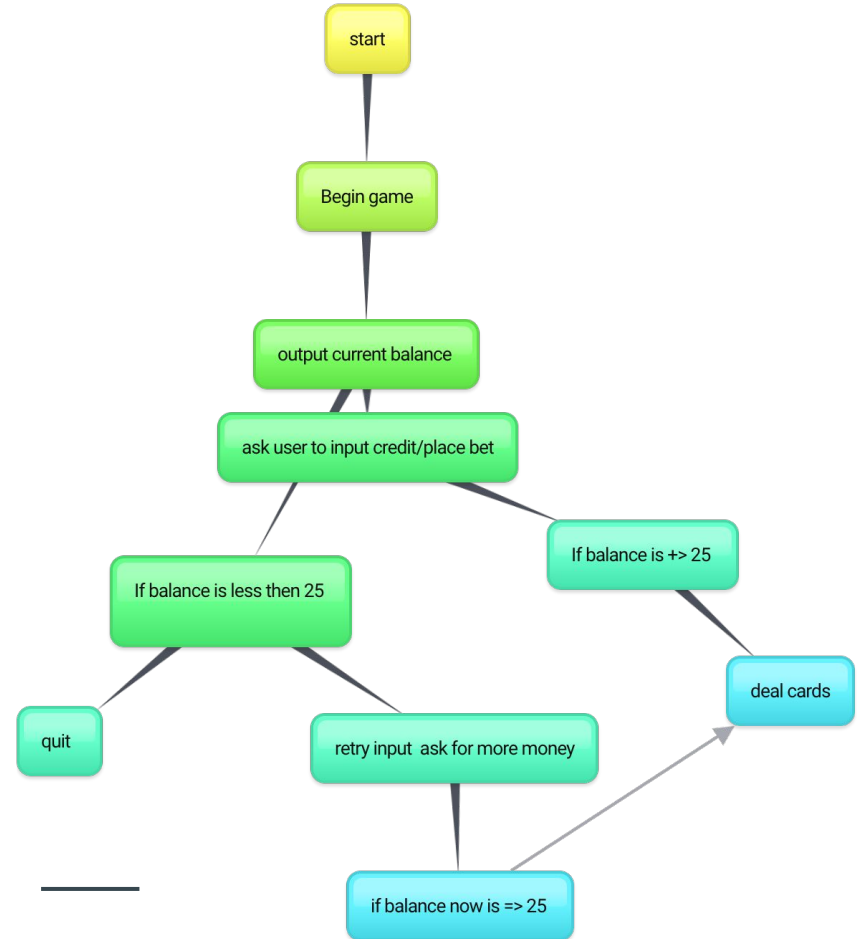 start
Begin game
output current balance
ask user to input credit/place bet
If balance is +> 25
If balance is less then 25
deal cards
quit
retry input  ask for more money
if balance now is => 25